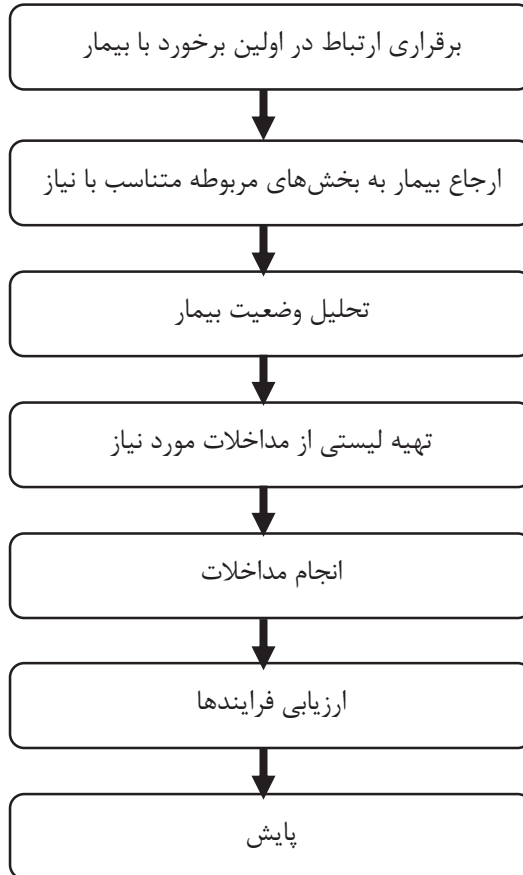 برقراری ارتباط در اولین برخورد با بیمار
ارجاع بیمار به بخش‌های مربوطه متناسب با نیاز
تحلیل وضعیت بیمار
تهیه لیستی از مداخلات مورد نیاز
انجام مداخلات
ارزیابی فرایندها
پایش